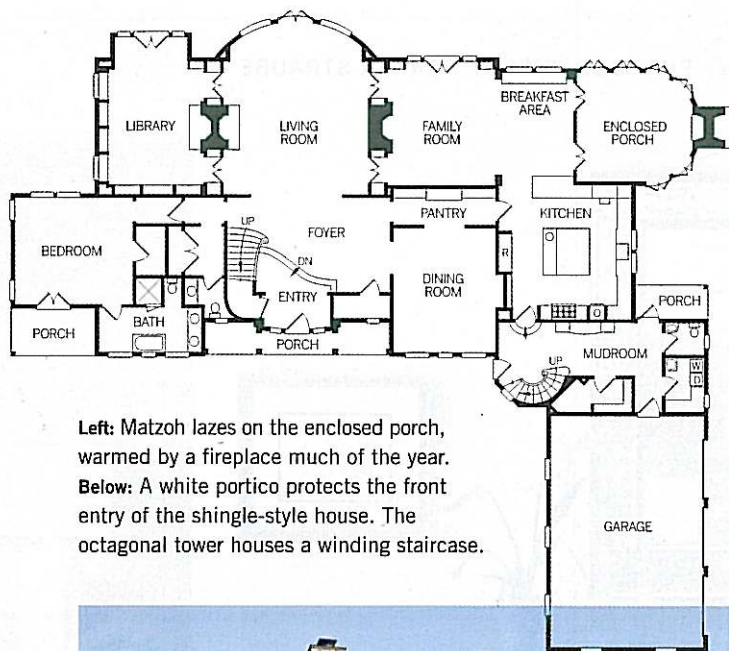 LIBRARY
LIVING
ROOM
FAMILY
ROOM
BREAKFAST
AREA
ENCLOSED
PORCH
BEDROOM
UP
FOYER
PANTRY
KITCHEN
DN
R
DINING
ROOM
ENTRY
PORCH
BATH
PORCH
PORCH
UP
MUDROOM
W
D
GARAGE
Left: Matzoh lazes on the enclosed porch,
warmed by a fireplace much of the year.
Below: A white portico protects the front
entry of the shingle-style house. The
octagonal tower houses a winding staircase.